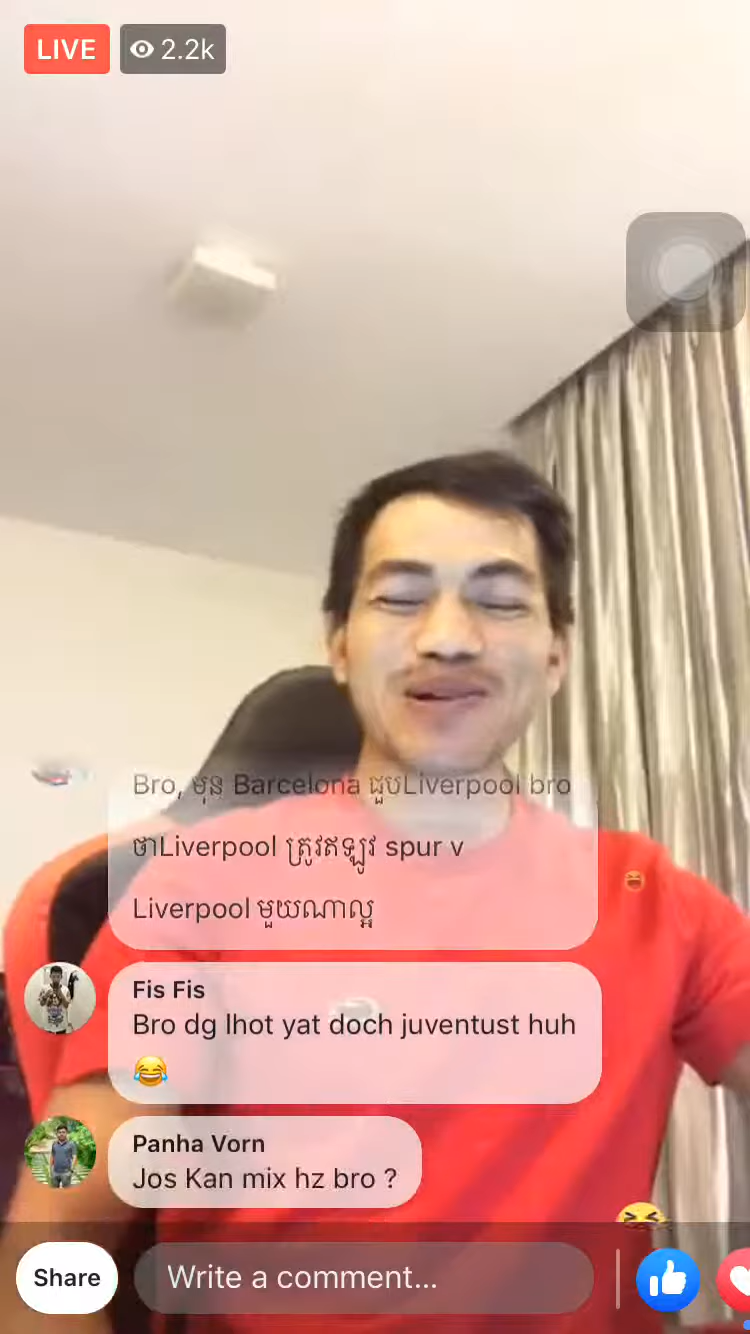 LIVE
2.2k
Bro, មុន Barcelona ជួបLiverpool bro
ថាLiverpool ត្រូវឥឡូវ spur v
Liverpool មួយណាល្អ
Fis Fis
Bro dg lhot yat doch juventust huh
😂
Panha Vorn
Jos Kan mix hz bro ?
Share
Write a comment...